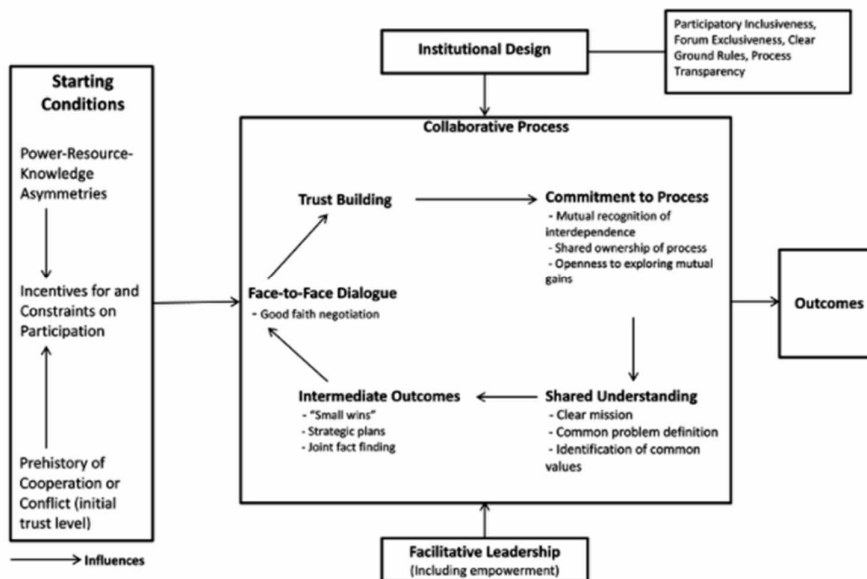 Institutional Design
Participatory Inclusiveness,
Forum Exclusiveness, Clear
Ground Rules, Process
Transparency
Starting
Conditions
Power-Resource-
Knowledge
Asymmetries
Incentives for and
Constraints on
Participation
Prehistory of
Cooperation or
Conflict (initial
trust level)
Influences
Collaborative Process
Trust Building
Commitment to Process
- Mutual recognition of
interdependence
- Shared ownership of process
- Openness to exploring mutual
gains
Face-to-Face Dialogue
- Good faith negotiation
Intermediate Outcomes
- "Small wins"
- Strategic plans
- Joint fact finding
Shared Understanding
- Clear mission
- Common problem definition
- Identification of common
values
Outcomes
Facilitative Leadership
(Including empowerment)